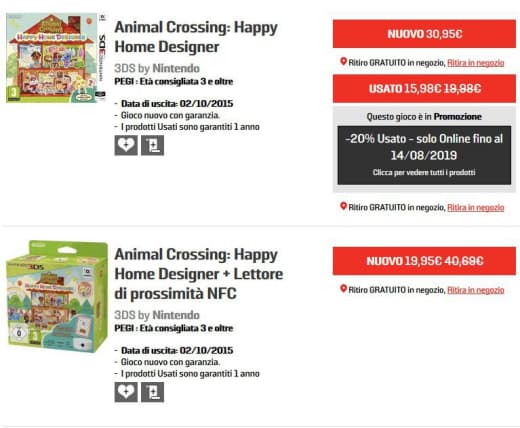 Animal Crossing: Happy
Home Designer
3DS by Nintendo
PEGI : Età consigliata 3 e oltre
- Data di uscita: 02/10/2015
- Gioco nuovo con garanzia.
- I prodotti Usati sono garantiti 1 anno
NUOVO 30,95€
Ritiro GRATUITO in negozio, Ritira in negozio
USATO 15,98€ 19,98€
Questo gioco è in Promozione
-20% Usato - solo Online fino al
14/08/2019
Clicca per vedere tutti i prodotti
Ritiro GRATUITO in negozio, Ritira in negozio
HAPPY HOME DESIGNER
3
Animal Crossing: Happy
Home Designer + Lettore
di prossimità NFC
3DS by Nintendo
PEGI : Età consigliata 3 e oltre
- Data di uscita: 02/10/2015
- Gioco nuovo con garanzia.
- I prodotti Usati sono garantiti 1 anno
NUOVO 19,95€ 40,69€
Ritiro GRATUITO in negozio, Ritira in negozio